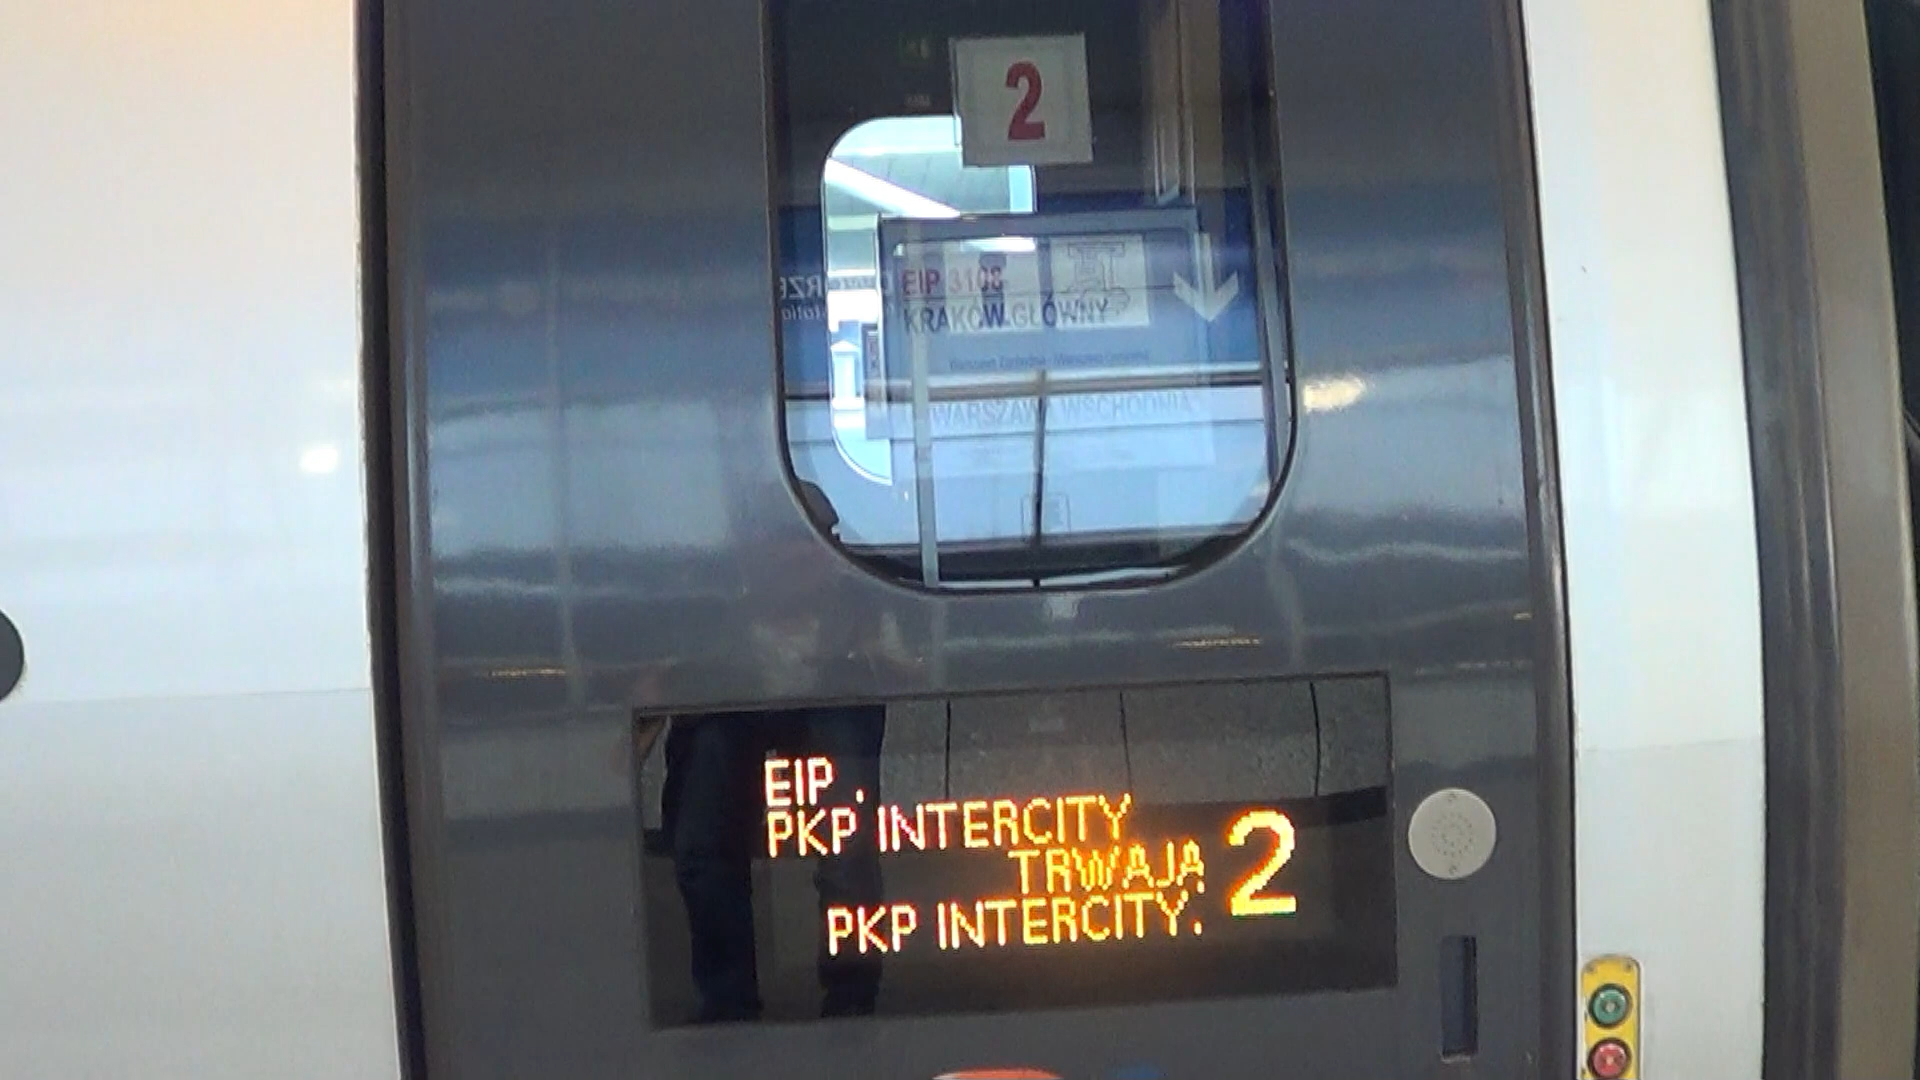 2
EIP 3108
KRAKÓW GŁÓWNY
WARSZAWA WSCHODNIA
EIP .
PKP INTERCITY
TRWAJĄ
PKP INTERCITY.
2